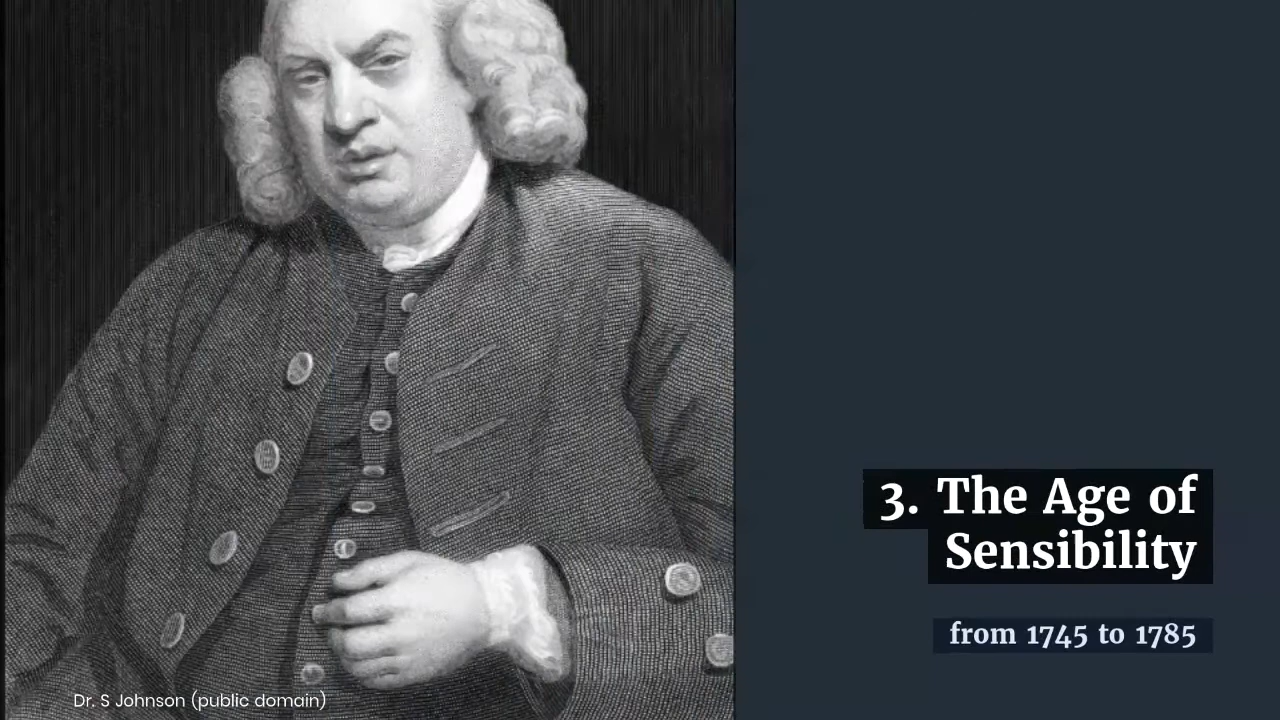 3. The Age of
Sensibility
from 1745 to 1785
Dr. S Johnson (public domain)